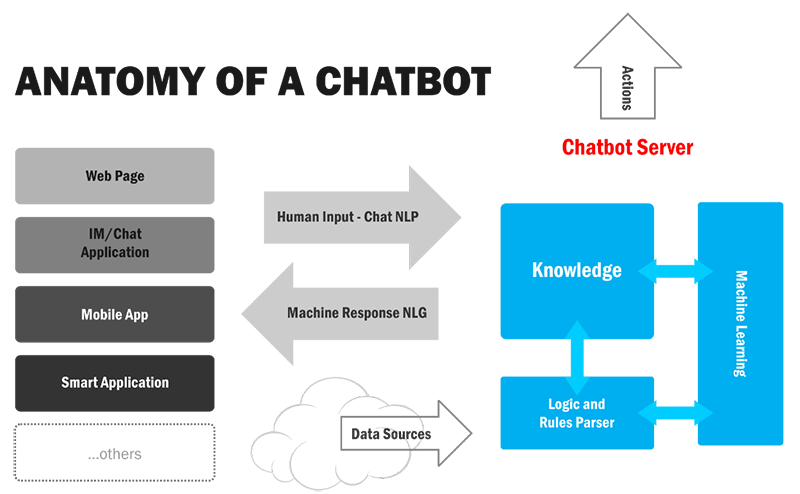 ANATOMY OF A CHATBOT
Actions
Chatbot Server
Web Page
IM/Chat
Application
Mobile App
Smart Application
...others
Human Input - Chat NLP
Machine Response NLG
Data Sources
Knowledge
Logic and
Rules Parser
Machine Learning